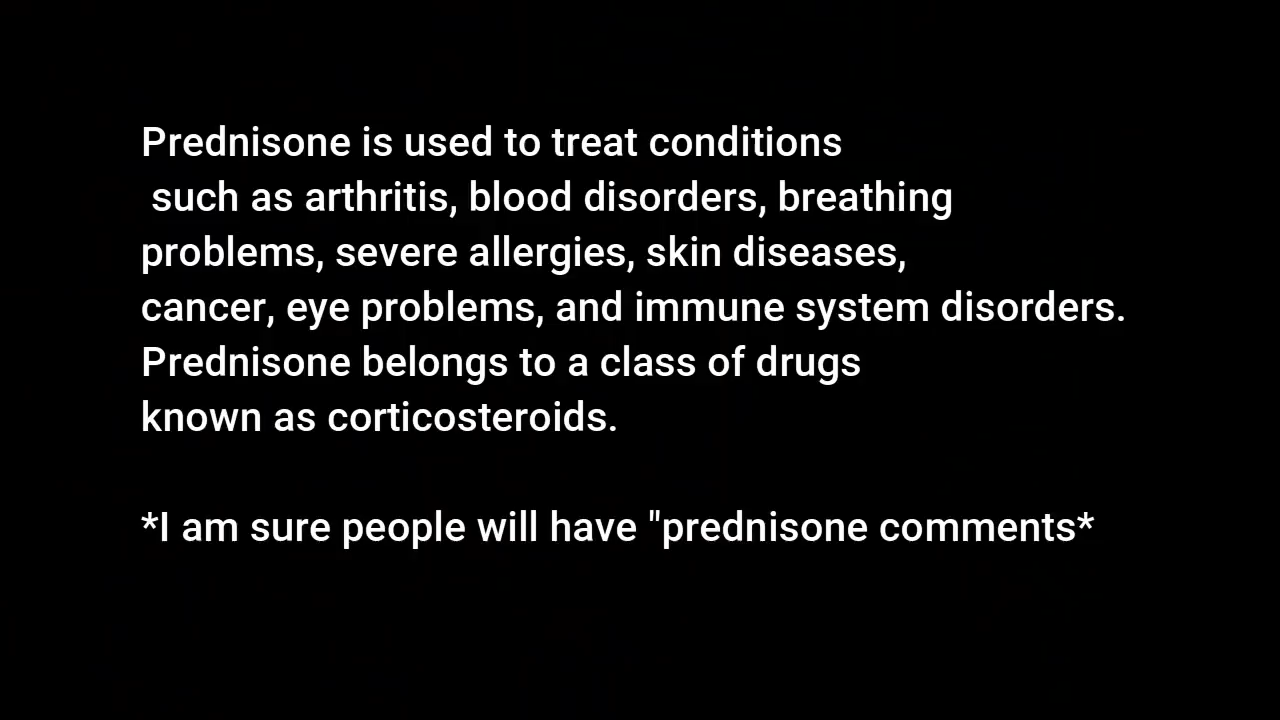 Prednisone is used to treat conditions
such as arthritis, blood disorders, breathing
problems, severe allergies, skin diseases,
cancer, eye problems, and immune system disorders.
Prednisone belongs to a class of drugs
known as corticosteroids.
*I am sure people will have "prednisone comments*